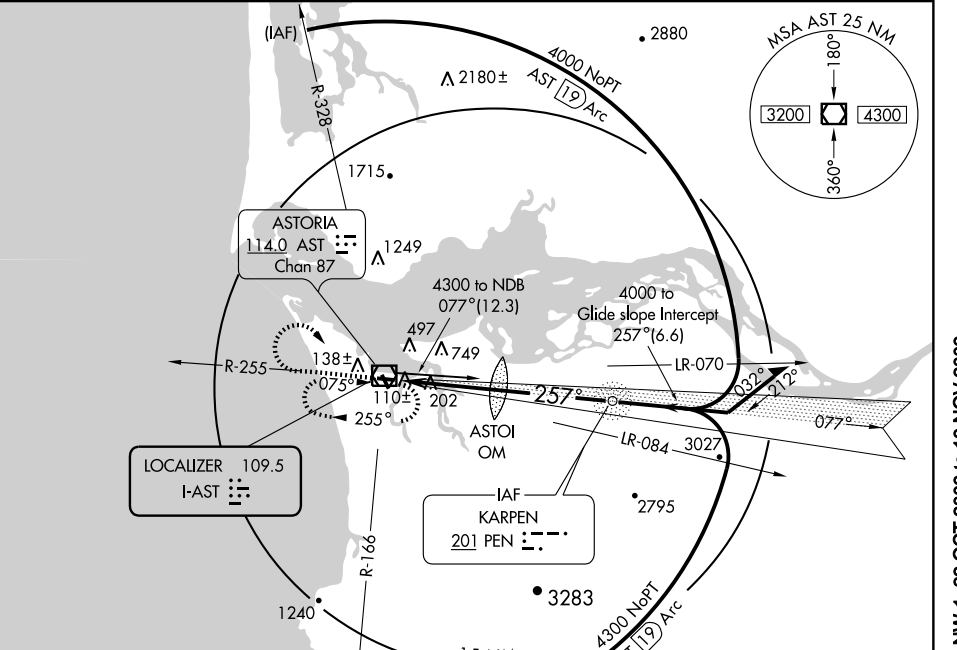 (IAF)
2880
MSA AST 25 NM
180°
3200
4300
360°
4000 NoPT
AST 19 Arc
2180±
R-328
1715
ASTORIA
114.0 AST
Chan 87
1249
4300 to NDB
077°(12.3)
4000 to
Glide slope Intercept
257°(6.6)
497
749
138±
R-255
075°
110±
202
255°
257°
LR-070
032°
212°
077°
ASTOI
OM
LR-084
3027
LOCALIZER 109.5
I-AST
IAF
KARPEN
201 PEN
2795
R-166
3283
1240
4300 NoPT
19 Arc